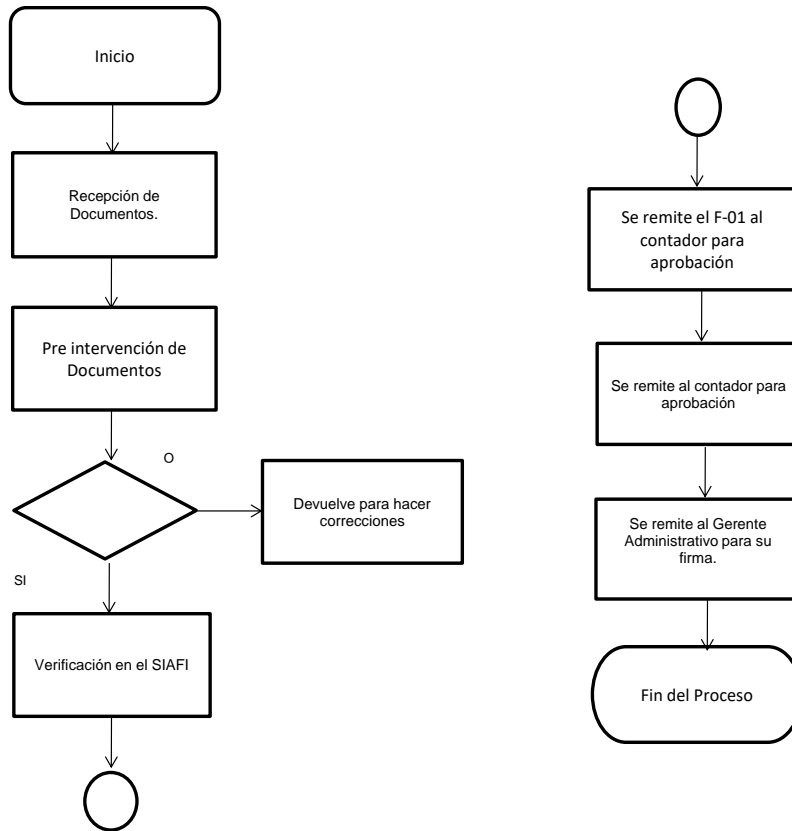 Inicio
Recepción de
Documentos.
Pre intervención de
Documentos
O
Devuelve para hacer
correcciones
SI
Verificación en el SIAFI
Se remite el F-01 al
contador para
aprobación
Se remite al contador para
aprobación
Se remite al Gerente
Administrativo para su
firma.
Fin del Proceso